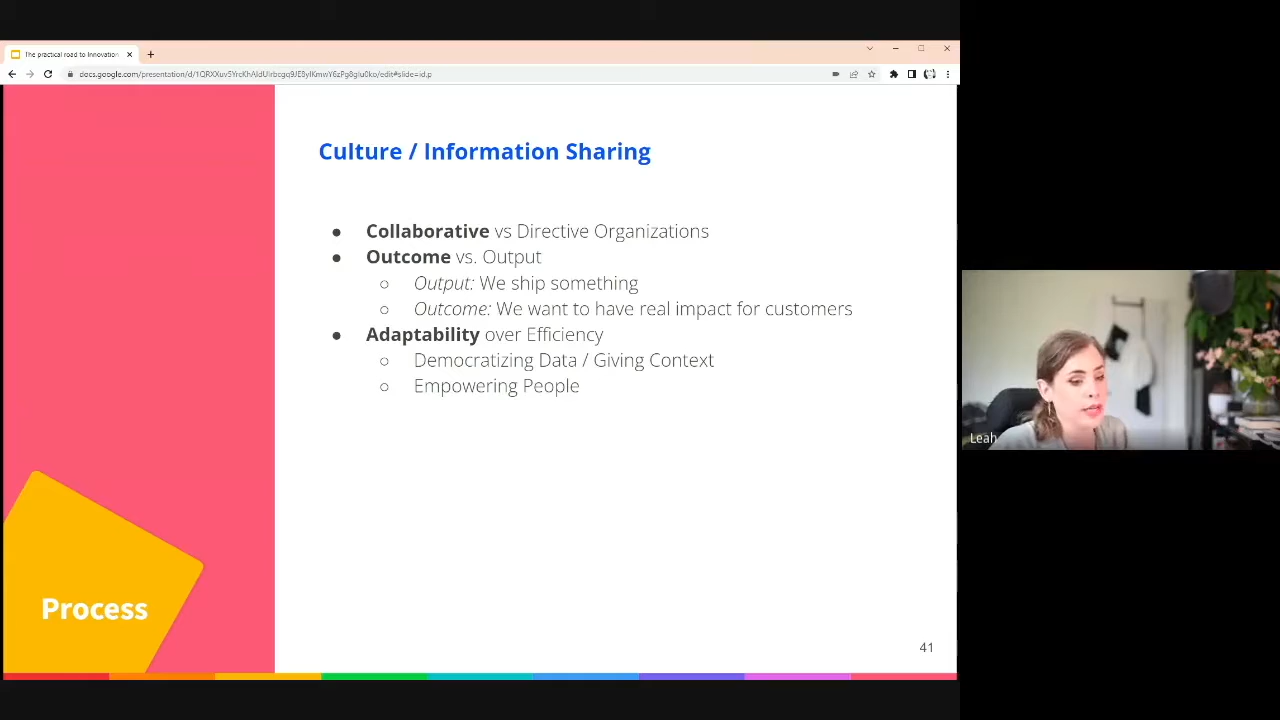 The practical road to Innovation
Culture / Information Sharing
● Collaborative vs Directive Organizations
● Outcome vs. Output
○ Output: We ship something
○ Outcome: We want to have real impact for customers
● Adaptability over Efficiency
○ Democratizing Data / Giving Context
○ Empowering People
Leah
Process
41